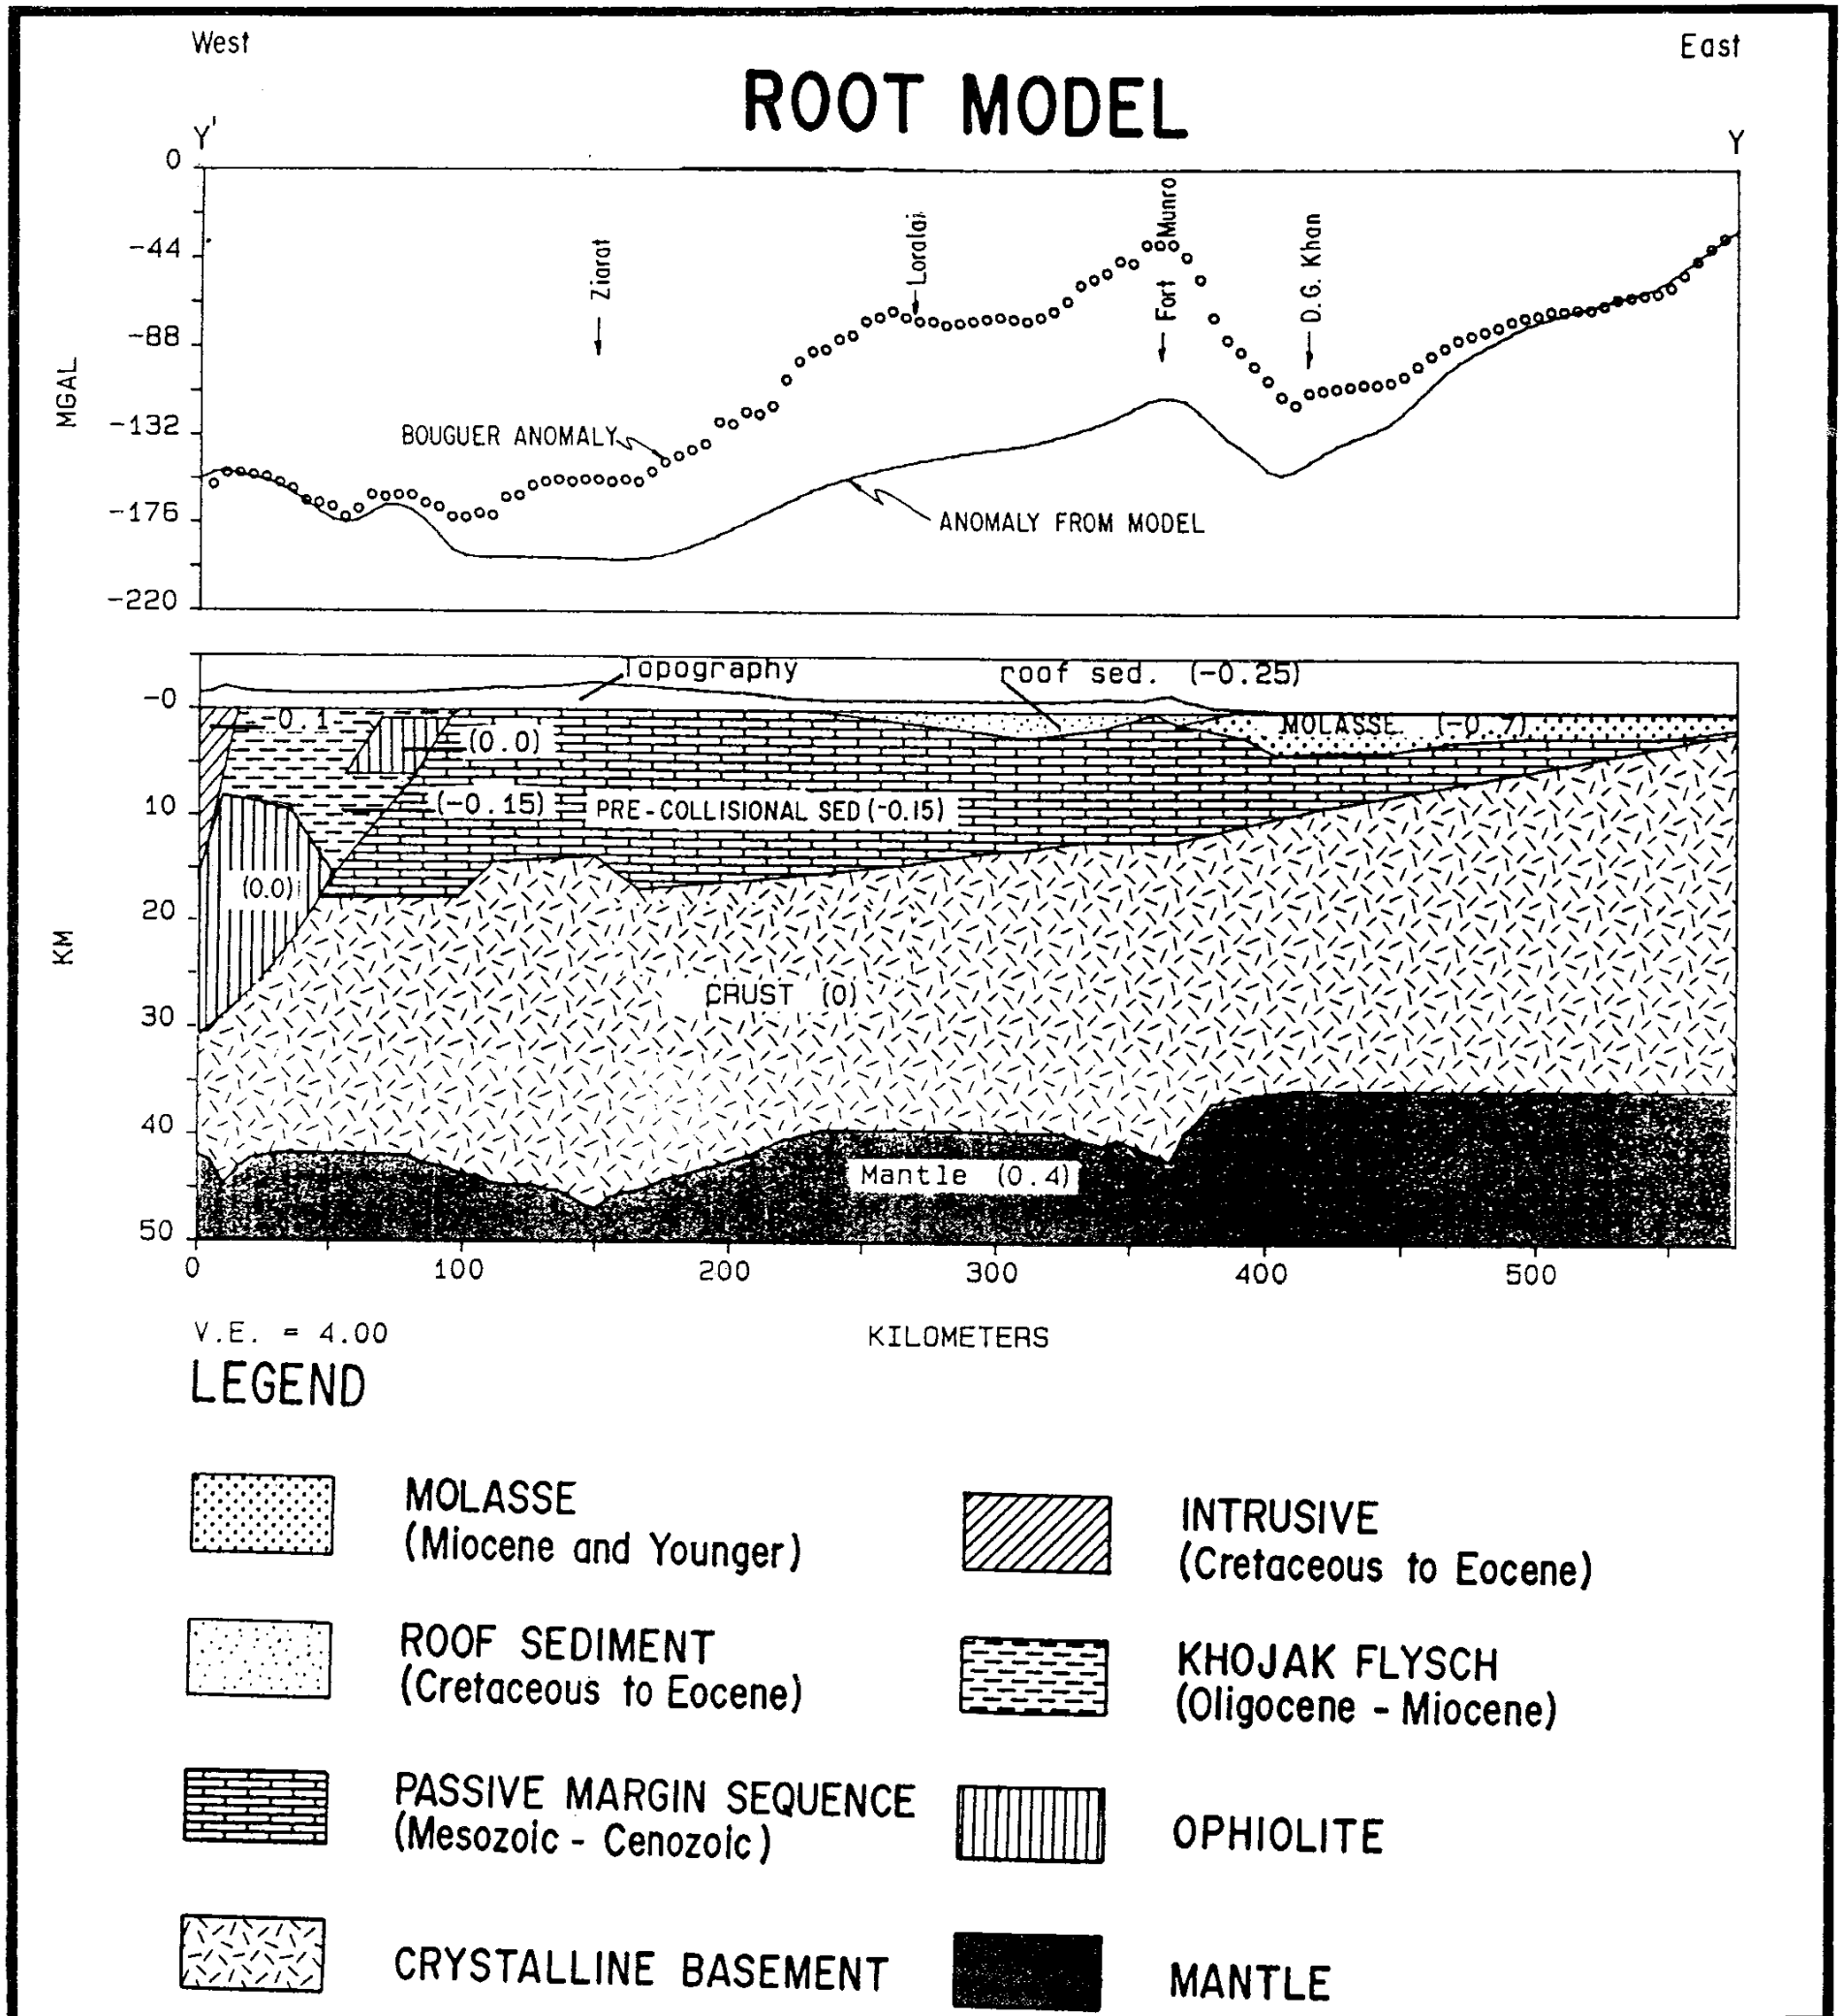 West
East
ROOT MODEL
Y'
Y
0
-44
-88
-132
-176
-220
MGAL
Ziarat
Loralai
Fort Munro
D.G. Khan
BOUGUER ANOMALY
ANOMALY FROM MODEL
Topography
roof sed. (-0.25)
-0
10
20
30
40
50
KM
-0.1
(0.0)
MOLASSE (-0.7)
(-0.15)
PRE-COLLISIONAL SED (-0.15)
(0.0)
CRUST (0)
Mantle (0.4)
0
100
200
300
400
500
V.E. = 4.00
KILOMETERS
LEGEND
MOLASSE
(Miocene and Younger)
INTRUSIVE
(Cretaceous to Eocene)
ROOF SEDIMENT
(Cretaceous to Eocene)
KHOJAK FLYSCH
(Oligocene - Miocene)
PASSIVE MARGIN SEQUENCE
(Mesozoic - Cenozoic)
OPHIOLITE
CRYSTALLINE BASEMENT
MANTLE